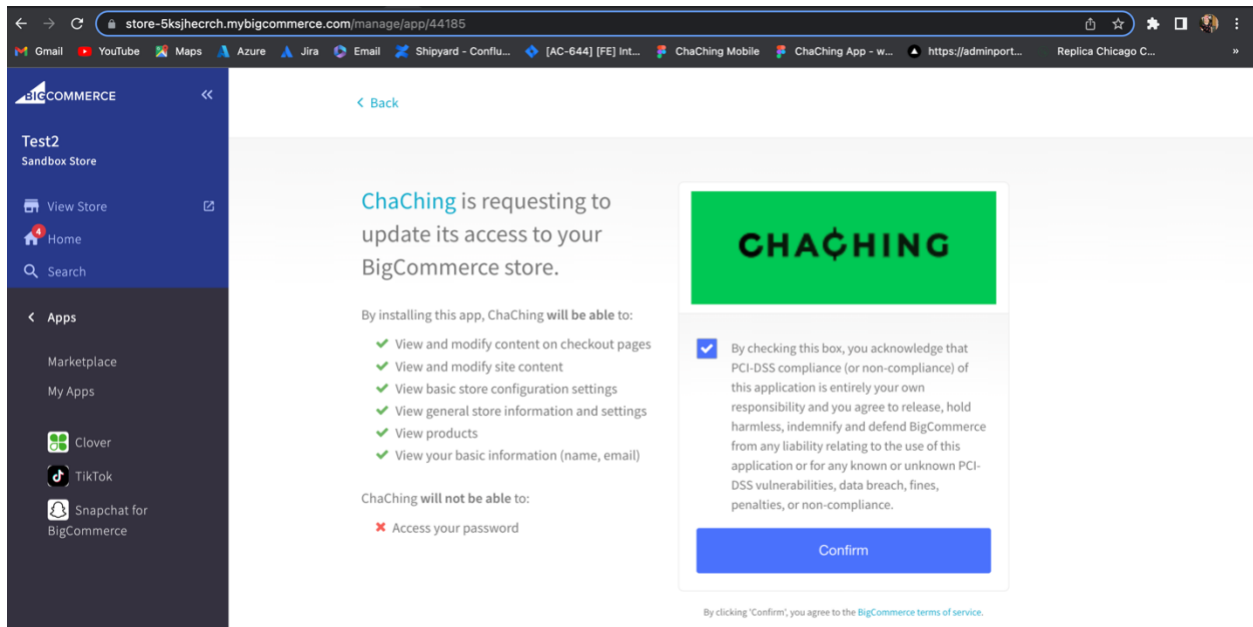 store-5ksjhecrch.mybigcommerce.com/manage/app/44185
Gmail YouTube Maps Azure Jira Email Shipyard - Conflu... [AC-644] [FE] Int... ChaChing Mobile ChaChing App - w... https://adminport... Replica Chicago C... »
BIGCOMMERCE
Test2
Sandbox Store
View Store
4
Home
Search
Apps
Marketplace
My Apps
Clover
TikTok
Snapchat for
BigCommerce
Back
ChaChing is requesting to
update its access to your
BigCommerce store.
By installing this app, ChaChing will be able to:
View and modify content on checkout pages
View and modify site content
View basic store configuration settings
View general store information and settings
View products
View your basic information (name, email)
ChaChing will not be able to:
Access your password
CHA₵HING
By checking this box, you acknowledge that
PCI-DSS compliance (or non-compliance) of
this application is entirely your own
responsibility and you agree to release, hold
harmless, indemnify and defend BigCommerce
from any liability relating to the use of this
application or for any known or unknown PCI-
DSS vulnerabilities, data breach, fines,
penalties, or non-compliance.
Confirm
By clicking 'Confirm', you agree to the BigCommerce terms of service.